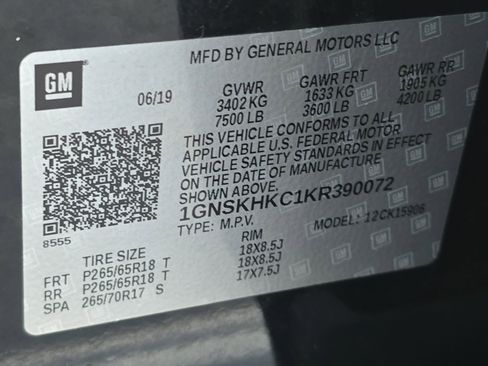 MFD BY GENERAL MOTORS LLC
GM
06/19
GVWR GAWR FRT GAWR RR
3402 KG 1633 KG 1905 KG
7500 LB 3600 LB 4200 LB
THIS VEHICLE CONFORMS TO ALL
APPLICABLE U.S. FEDERAL MOTOR
VEHICLE SAFETY STANDARDS IN EFFECT
ON THE DATE OF MANUFACTURE
SHOWN ABOVE.
1GNSKHKC1KR390072
TYPE: M.P.V. MODEL: 12CK15906
8555
TIRE SIZE RIM
FRT P265/65R18 T 18X8.5J
RR P265/65R18 T 18X8.5J
SPA 265/70R17 S 17X7.5J